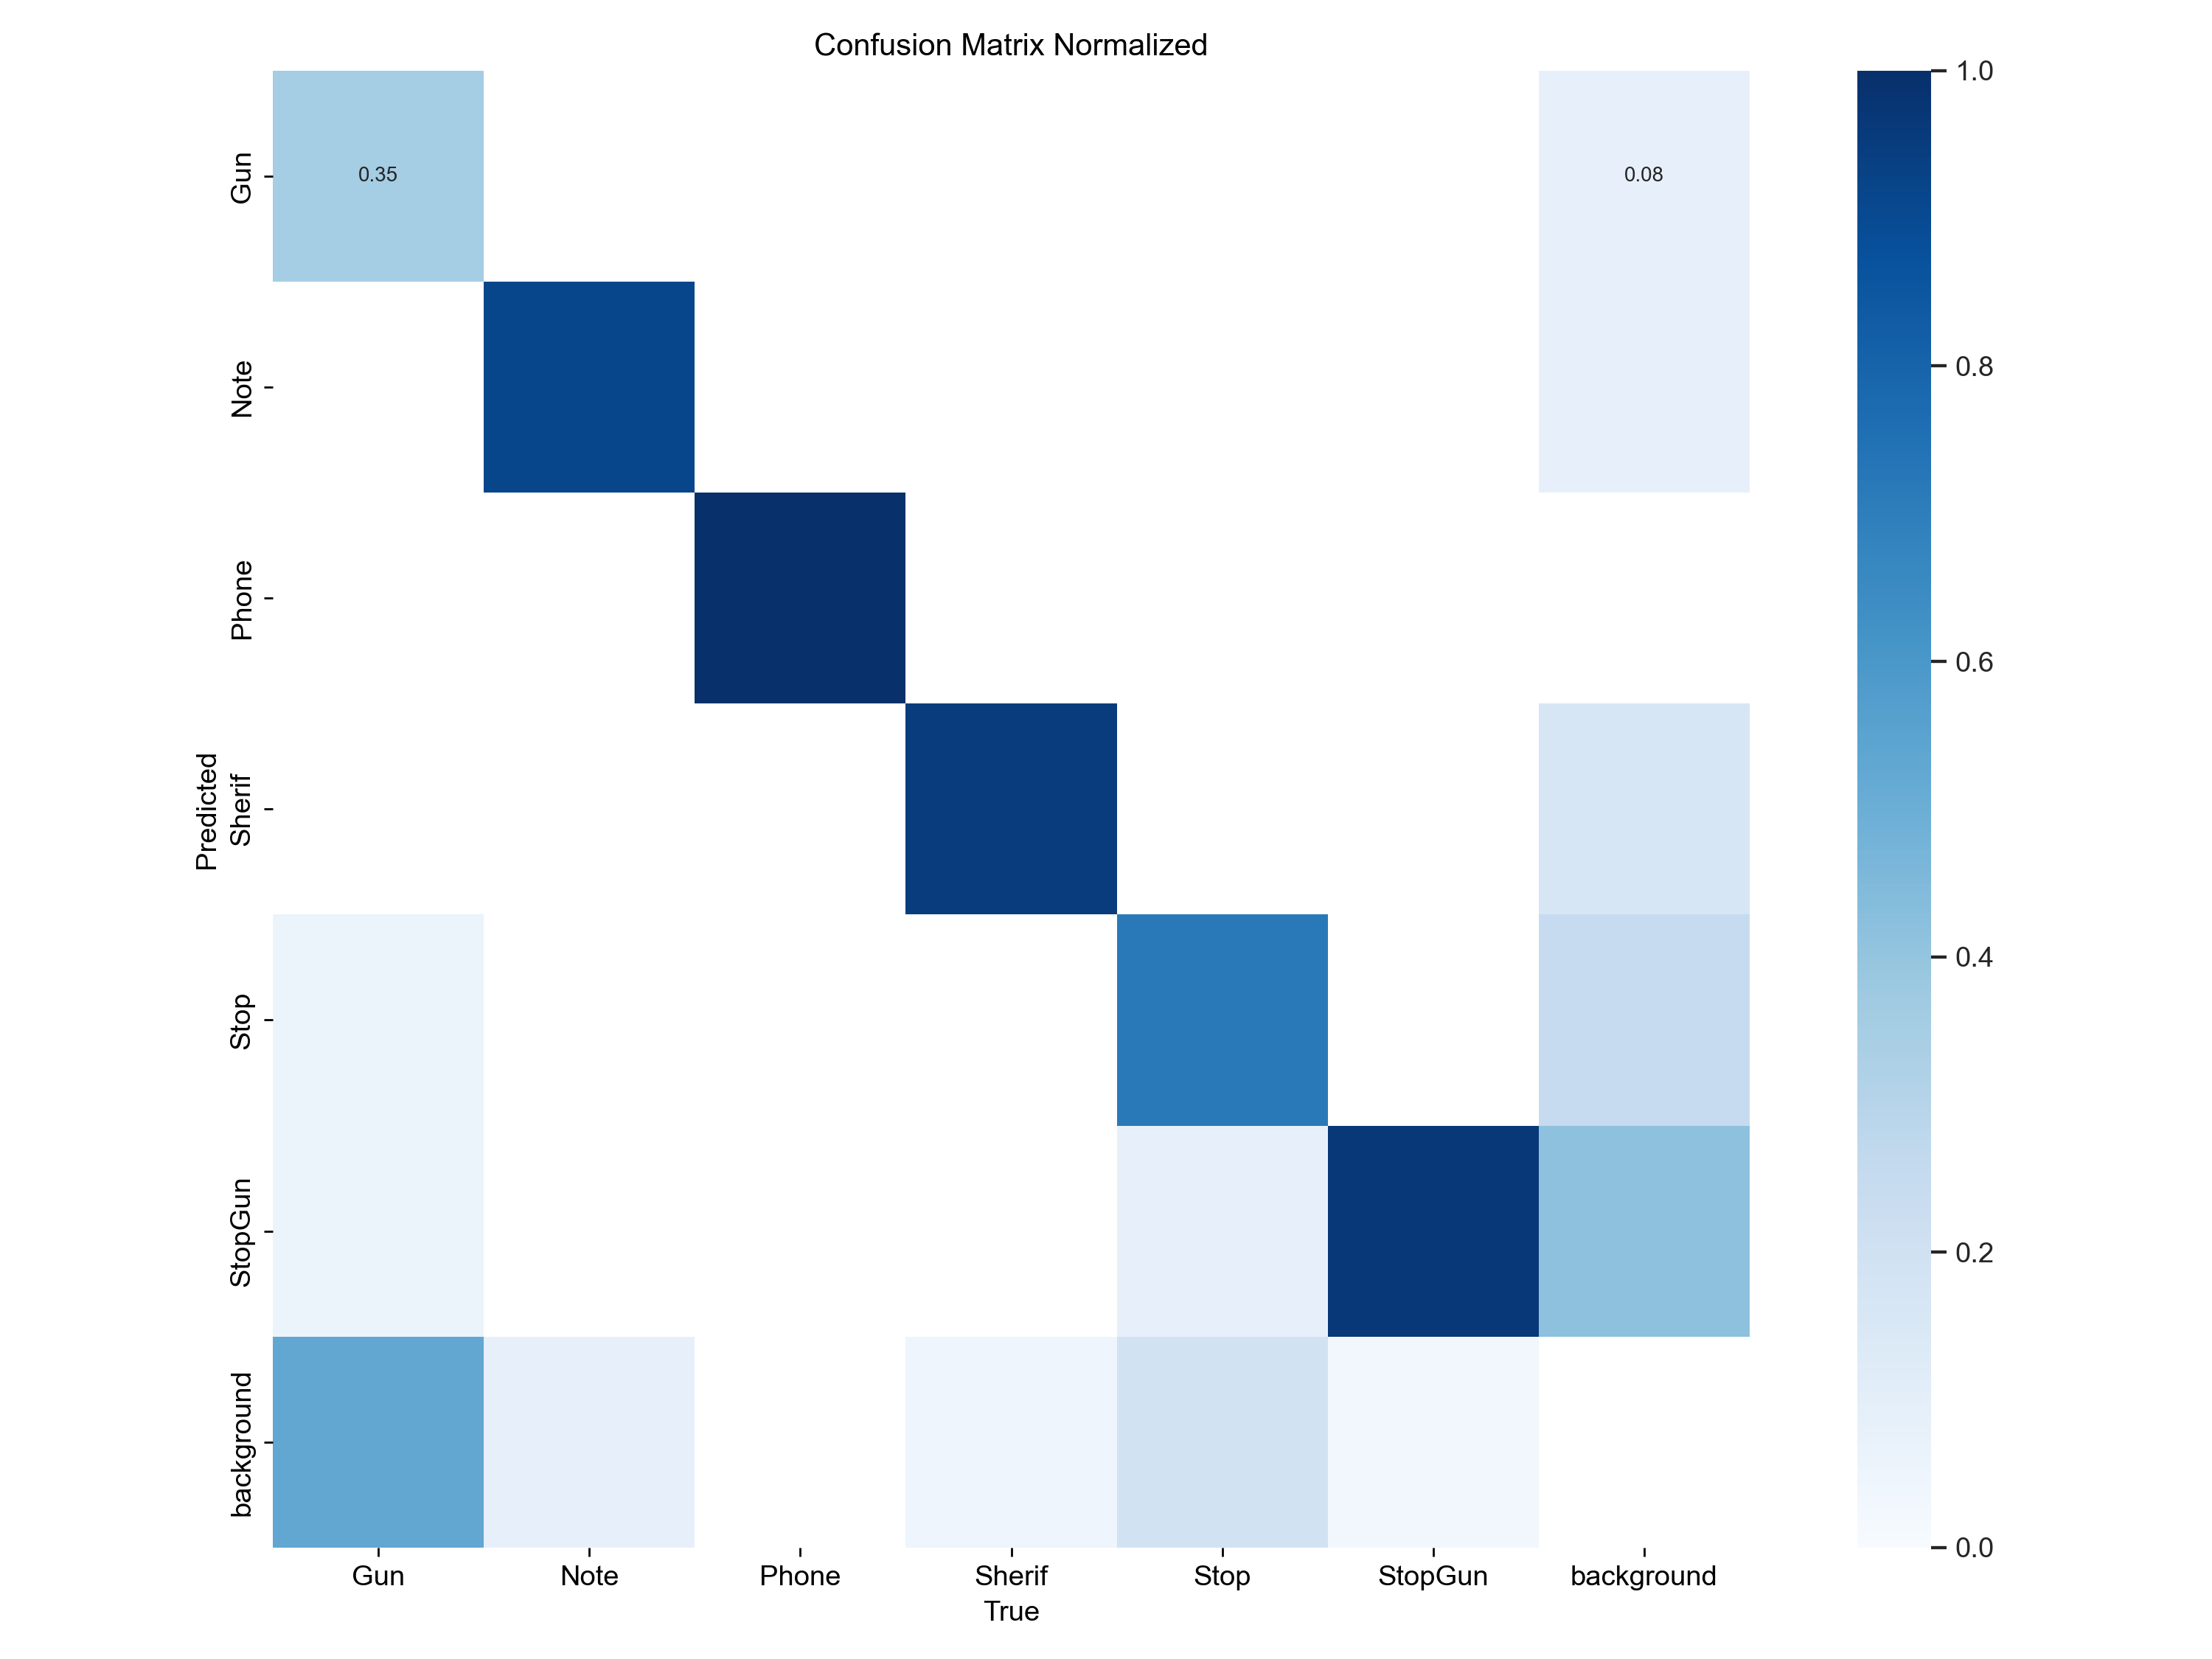 Confusion Matrix Normalized
Gun
0.35
0.08
Note
Phone
Sherif
Stop
StopGun
background
Predicted
Gun Note Phone Sherif Stop StopGun background
True
1.0
0.8
0.6
0.4
0.2
0.0